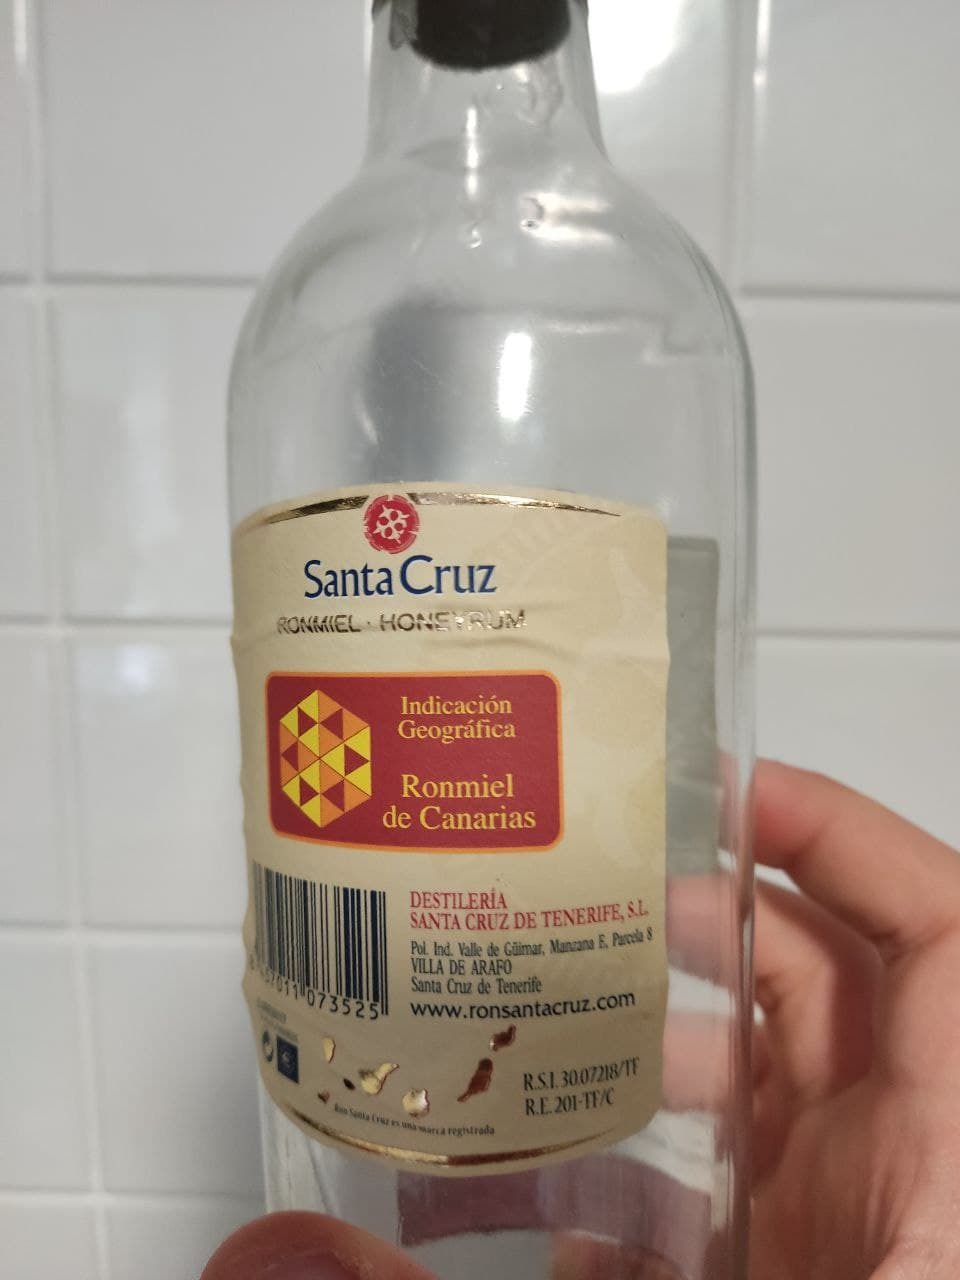 Santa Cruz
RONMIEL · HONEYRUM
Indicación
Geográfica
Ronmiel
de Canarias
DESTILERÍA
SANTA CRUZ DE TENERIFE, S.L.
Pol. Ind. Valle de Güimar, Manzana E, Parcela 8
VILLA DE ARAFO
Santa Cruz de Tenerife
www.ronsantacruz.com
073525
R.S.I. 30.07218/TF
R.E. 201-TF/C
Ron Santa Cruz es una marca registrada